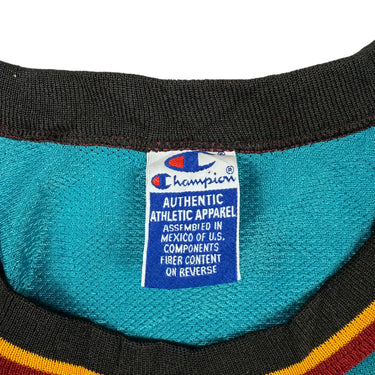 Champion®
AUTHENTIC
ATHLETIC APPAREL
ASSEMBLED IN
MEXICO OF U.S.
COMPONENTS
FIBER CONTENT
ON REVERSE